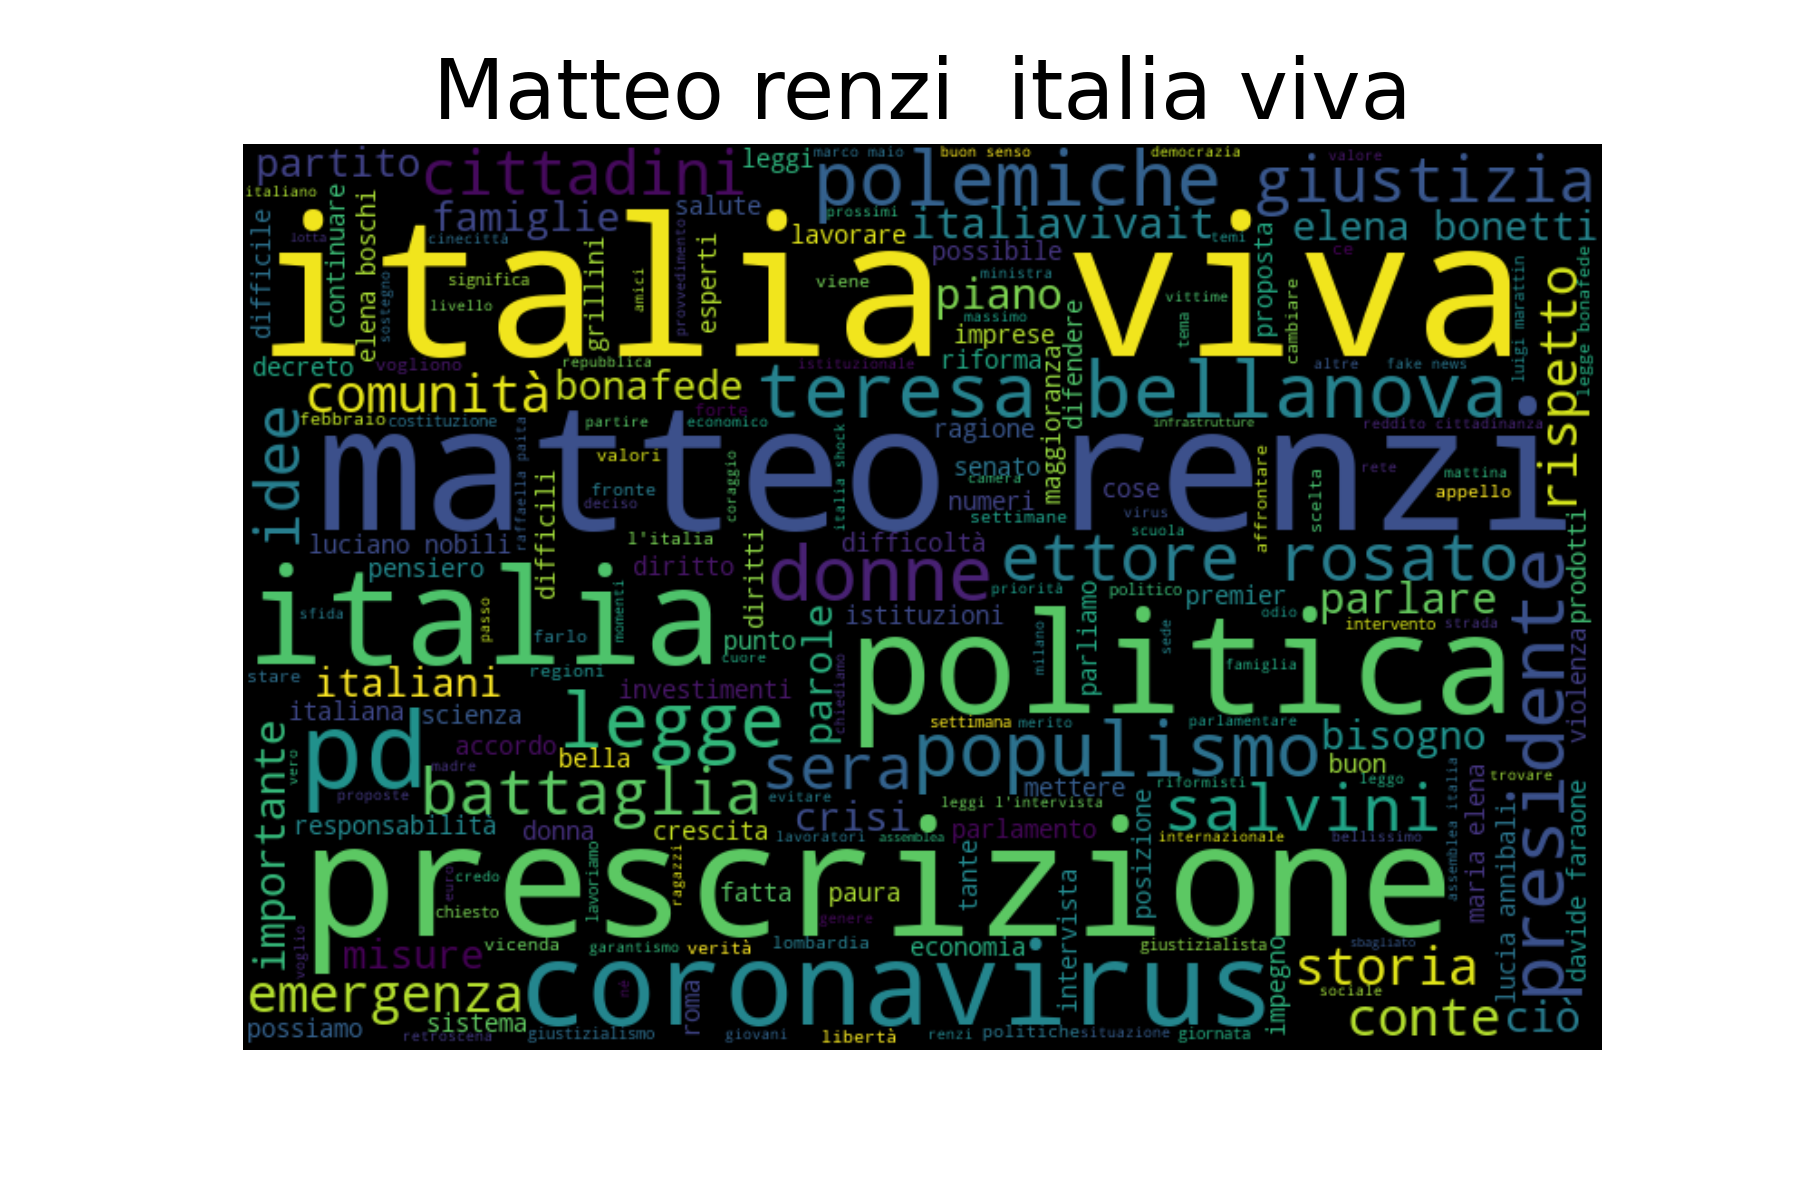 Matteo renzi  italia viva
partito
cittadini
leggi
marco maio
buon senso
democrazia
valore
polemiche
giustizia
italiano
continuare
elena boschi
famiglie
salute
prossimi
italiavivait
temi
elena bonetti
difficile
lotta
cinecittà
lavorare
possibile
proposta
ce
italia viva
sostegno
significa
livello
grillini
amici
provvedimento
esperti
viene
ministra
piano
massimo
vittime
tema
cambiare
imprese
difendere
luigi marattin
rispetto
legge bonafede
decreto
vogliono
repubblica
istituzionale
riforma
maggioranza
altre
fake news
comunità
bonafede
teresa bellanova
idee
febbraio
costituzione
partire
forte
economico
infrastrutture
reddito cittadinanza
matteo renzi
raffaella paita
difficili
valori
fronte
deciso
coraggio
italia shock
ragione
senato
camera
numeri
settimane
cose
virus
scuola
affrontare
scelta
rete
mattina
appello
luciano nobili
l'italia
difficoltà
ettore rosato
prodotti
pensiero
diritto
diritti
donne
priorità
politico
premier
odio
parlare
presidente
italia
sfida
passo
farlo
momenti
punto
cuore
parole
istituzioni
milano
parliamo
sede
famiglia
intervento
strada
violenza
politica
chiediamo
stare
italiani
regioni
investimenti
italiana
scienza
legge
settimana
merito
parlamentare
importante
vero
pd
accordo
bella
madre
proposte
battaglia
sera
populismo
bisogno
buon
leggo
trovare
mettere
riformisti
evitare
leggi l'intervista
salvini
assemblea italia
maria elena
lucia annibali
davide faraone
responsabilità
donna
crescita
crisi
lavoratori
assemblea
parlamento
posizione
internazionale
bellissimo
prescrizione
euro
credo
chiesto
lavoriamo
ragazzi
fatta
paura
genere
tante
intervista
voglio
misure
vicenda
garantismo
verità
lombardia
economia
giustizialista
impegno
sbagliato
storia
emergenza
coronavirus
né
roma
sociale
conte
ciò
possiamo
retroscena
sistema
giustizialismo
giovani
libertà
renzi
politiche
situazione
giornata